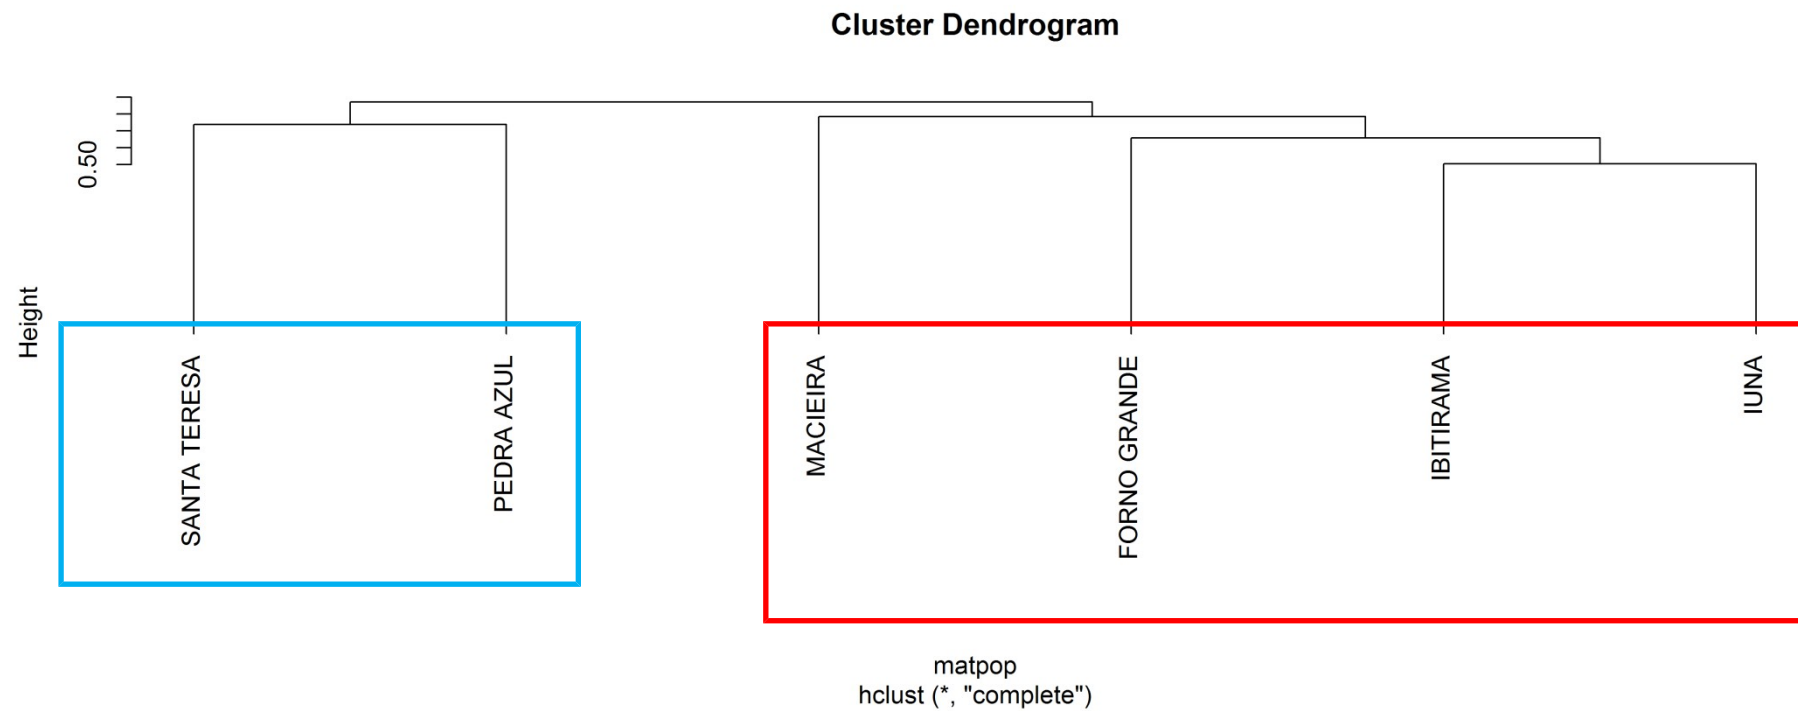 Cluster Dendrogram
0.50
Height
SANTA TERESA
PEDRA AZUL
MACIEIRA
FORNO GRANDE
IBITIRAMA
IUNA
matpop
hclust (*, "complete")